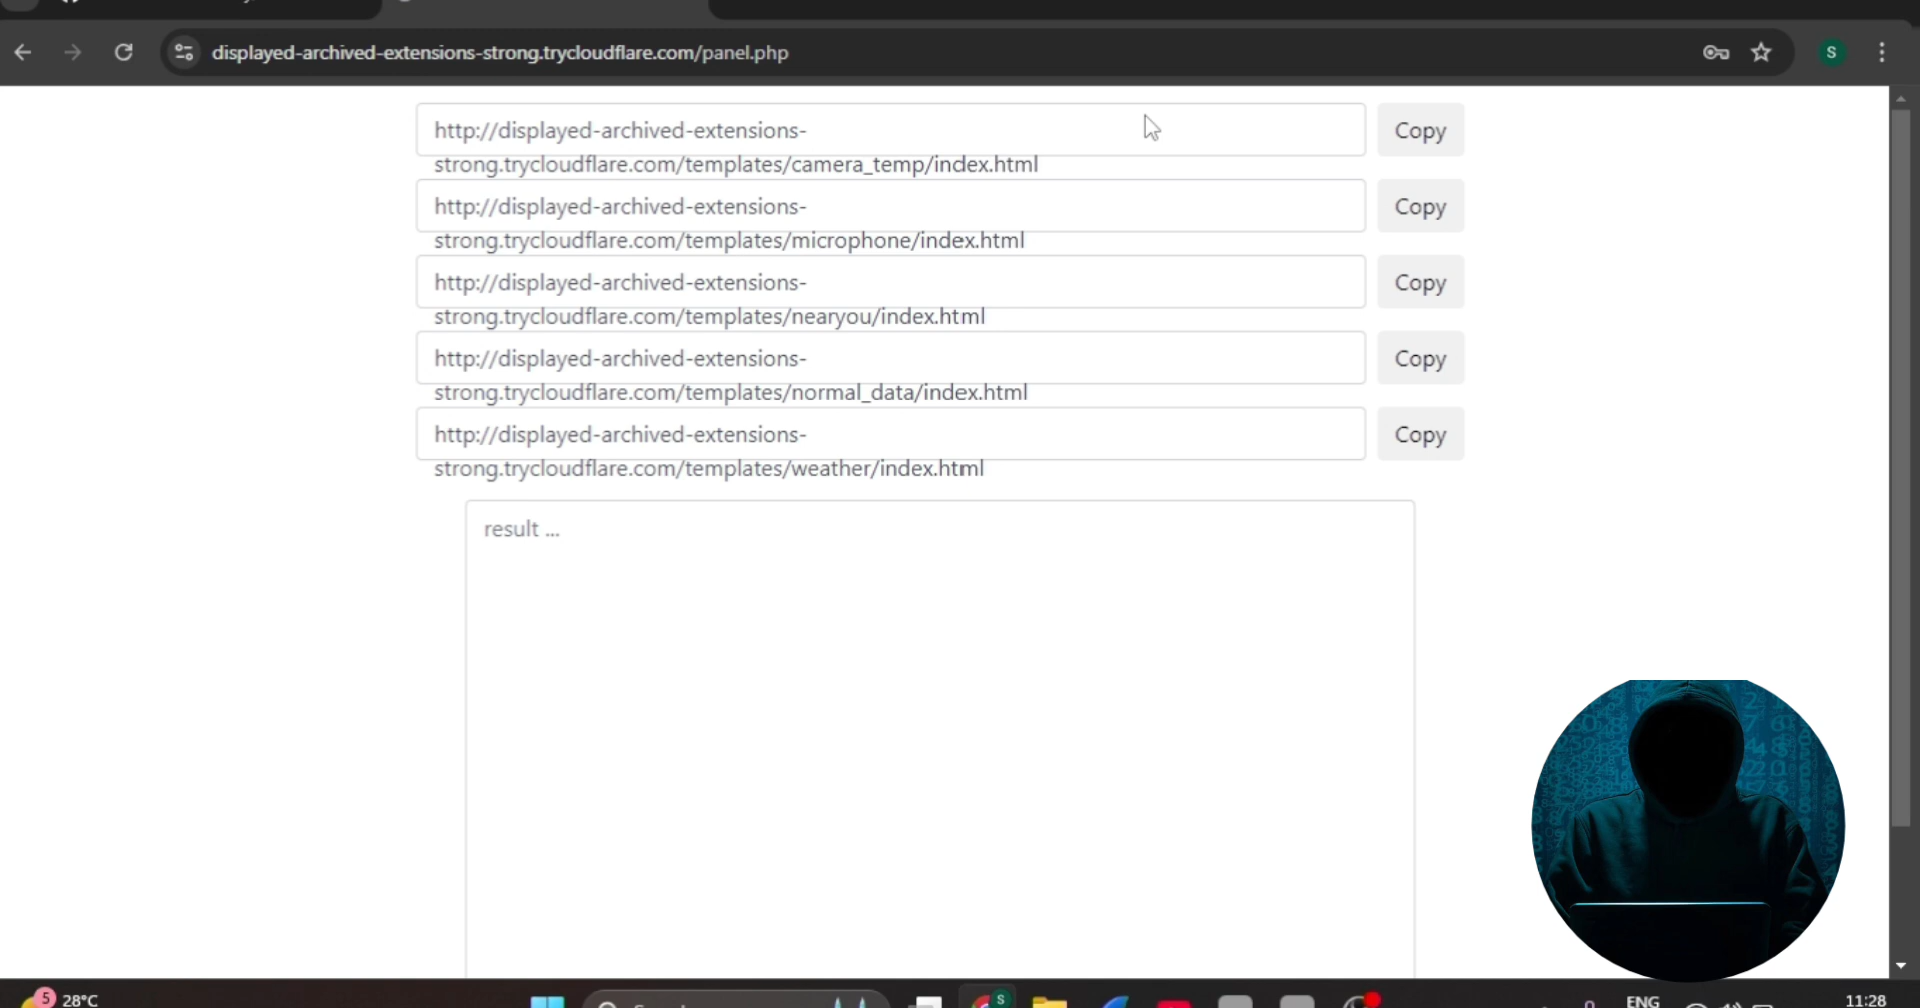 displayed-archived-extensions-strong.trycloudflare.com/panel.php
S
http://displayed-archived-extensions-
strong.trycloudflare.com/templates/camera_temp/index.html
Copy
http://displayed-archived-extensions-
strong.trycloudflare.com/templates/microphone/index.html
Copy
http://displayed-archived-extensions-
strong.trycloudflare.com/templates/nearyou/index.html
Copy
http://displayed-archived-extensions-
strong.trycloudflare.com/templates/normal_data/index.html
Copy
http://displayed-archived-extensions-
strong.trycloudflare.com/templates/weather/index.html
Copy
result ...
5
28°C
S
ENG
11:28